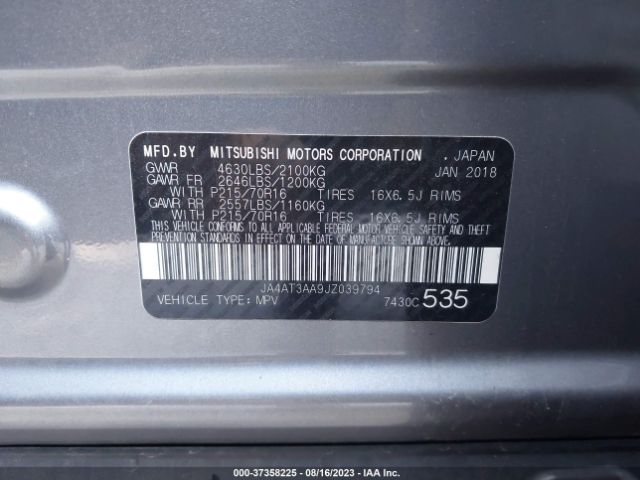 MFD.BY MITSUBISHI MOTORS CORPORATION . JAPAN
GVWR 4630LBS/2100KG JAN 2018
GAWR FR 2646LBS/1200KG
WITH P215/70R16 TIRES 16X6.5J RIMS
GAWR RR 2557LBS/1160KG
WITH P215/70R16 TIRES 16X6.5J RIMS
THIS VEHICLE CONFORMS TO ALL APPLICABLE FEDERAL MOTOR VEHICLE SAFETY AND THEFT
PREVENTION STANDARDS IN EFFECT ON THE DATE OF MANUFACTURE SHOWN ABOVE.
JA4AT3AA9JZ039794
VEHICLE TYPE:MPV 7430C 535
000-37358225 - 08/16/2023 - IAA Inc.